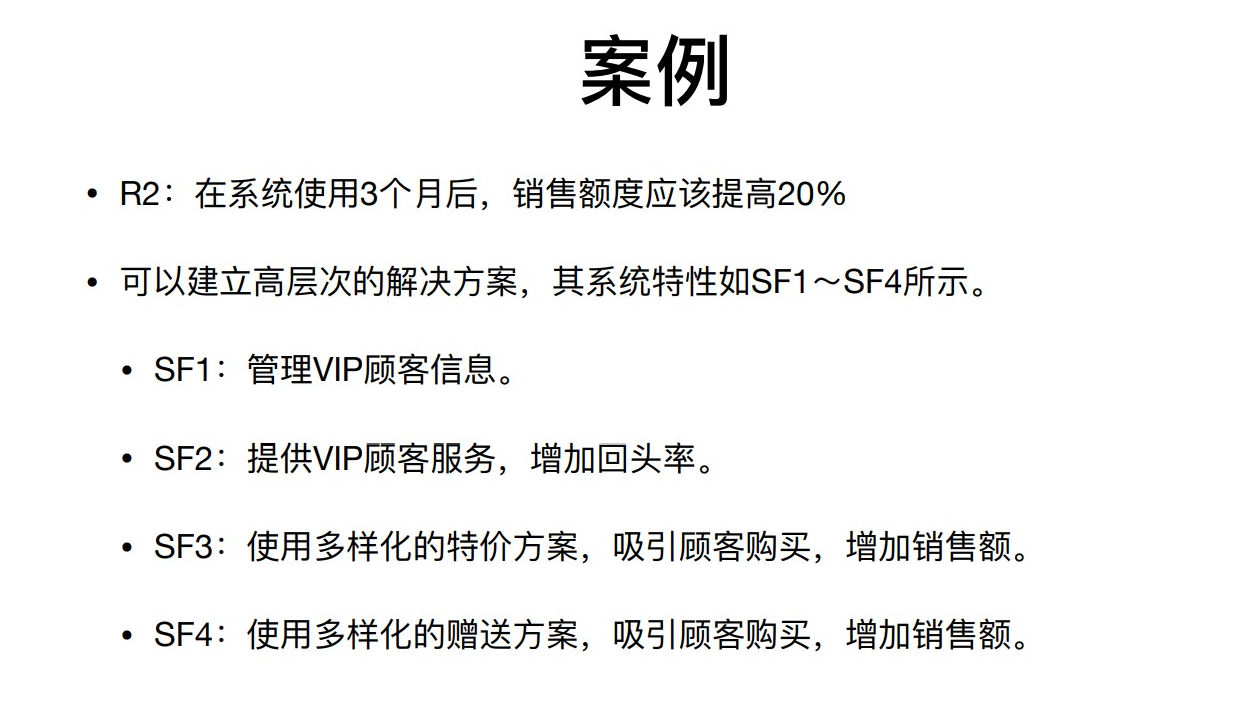 案例
• R2：在系统使用3个月后，销售额度应该提高20%
• 可以建立高层次的解决方案，其系统特性如SF1～SF4所示。
• SF1：管理VIP顾客信息。
• SF2：提供VIP顾客服务，增加回头率。
• SF3：使用多样化的特价方案，吸引顾客购买，增加销售额。
• SF4：使用多样化的赠送方案，吸引顾客购买，增加销售额。